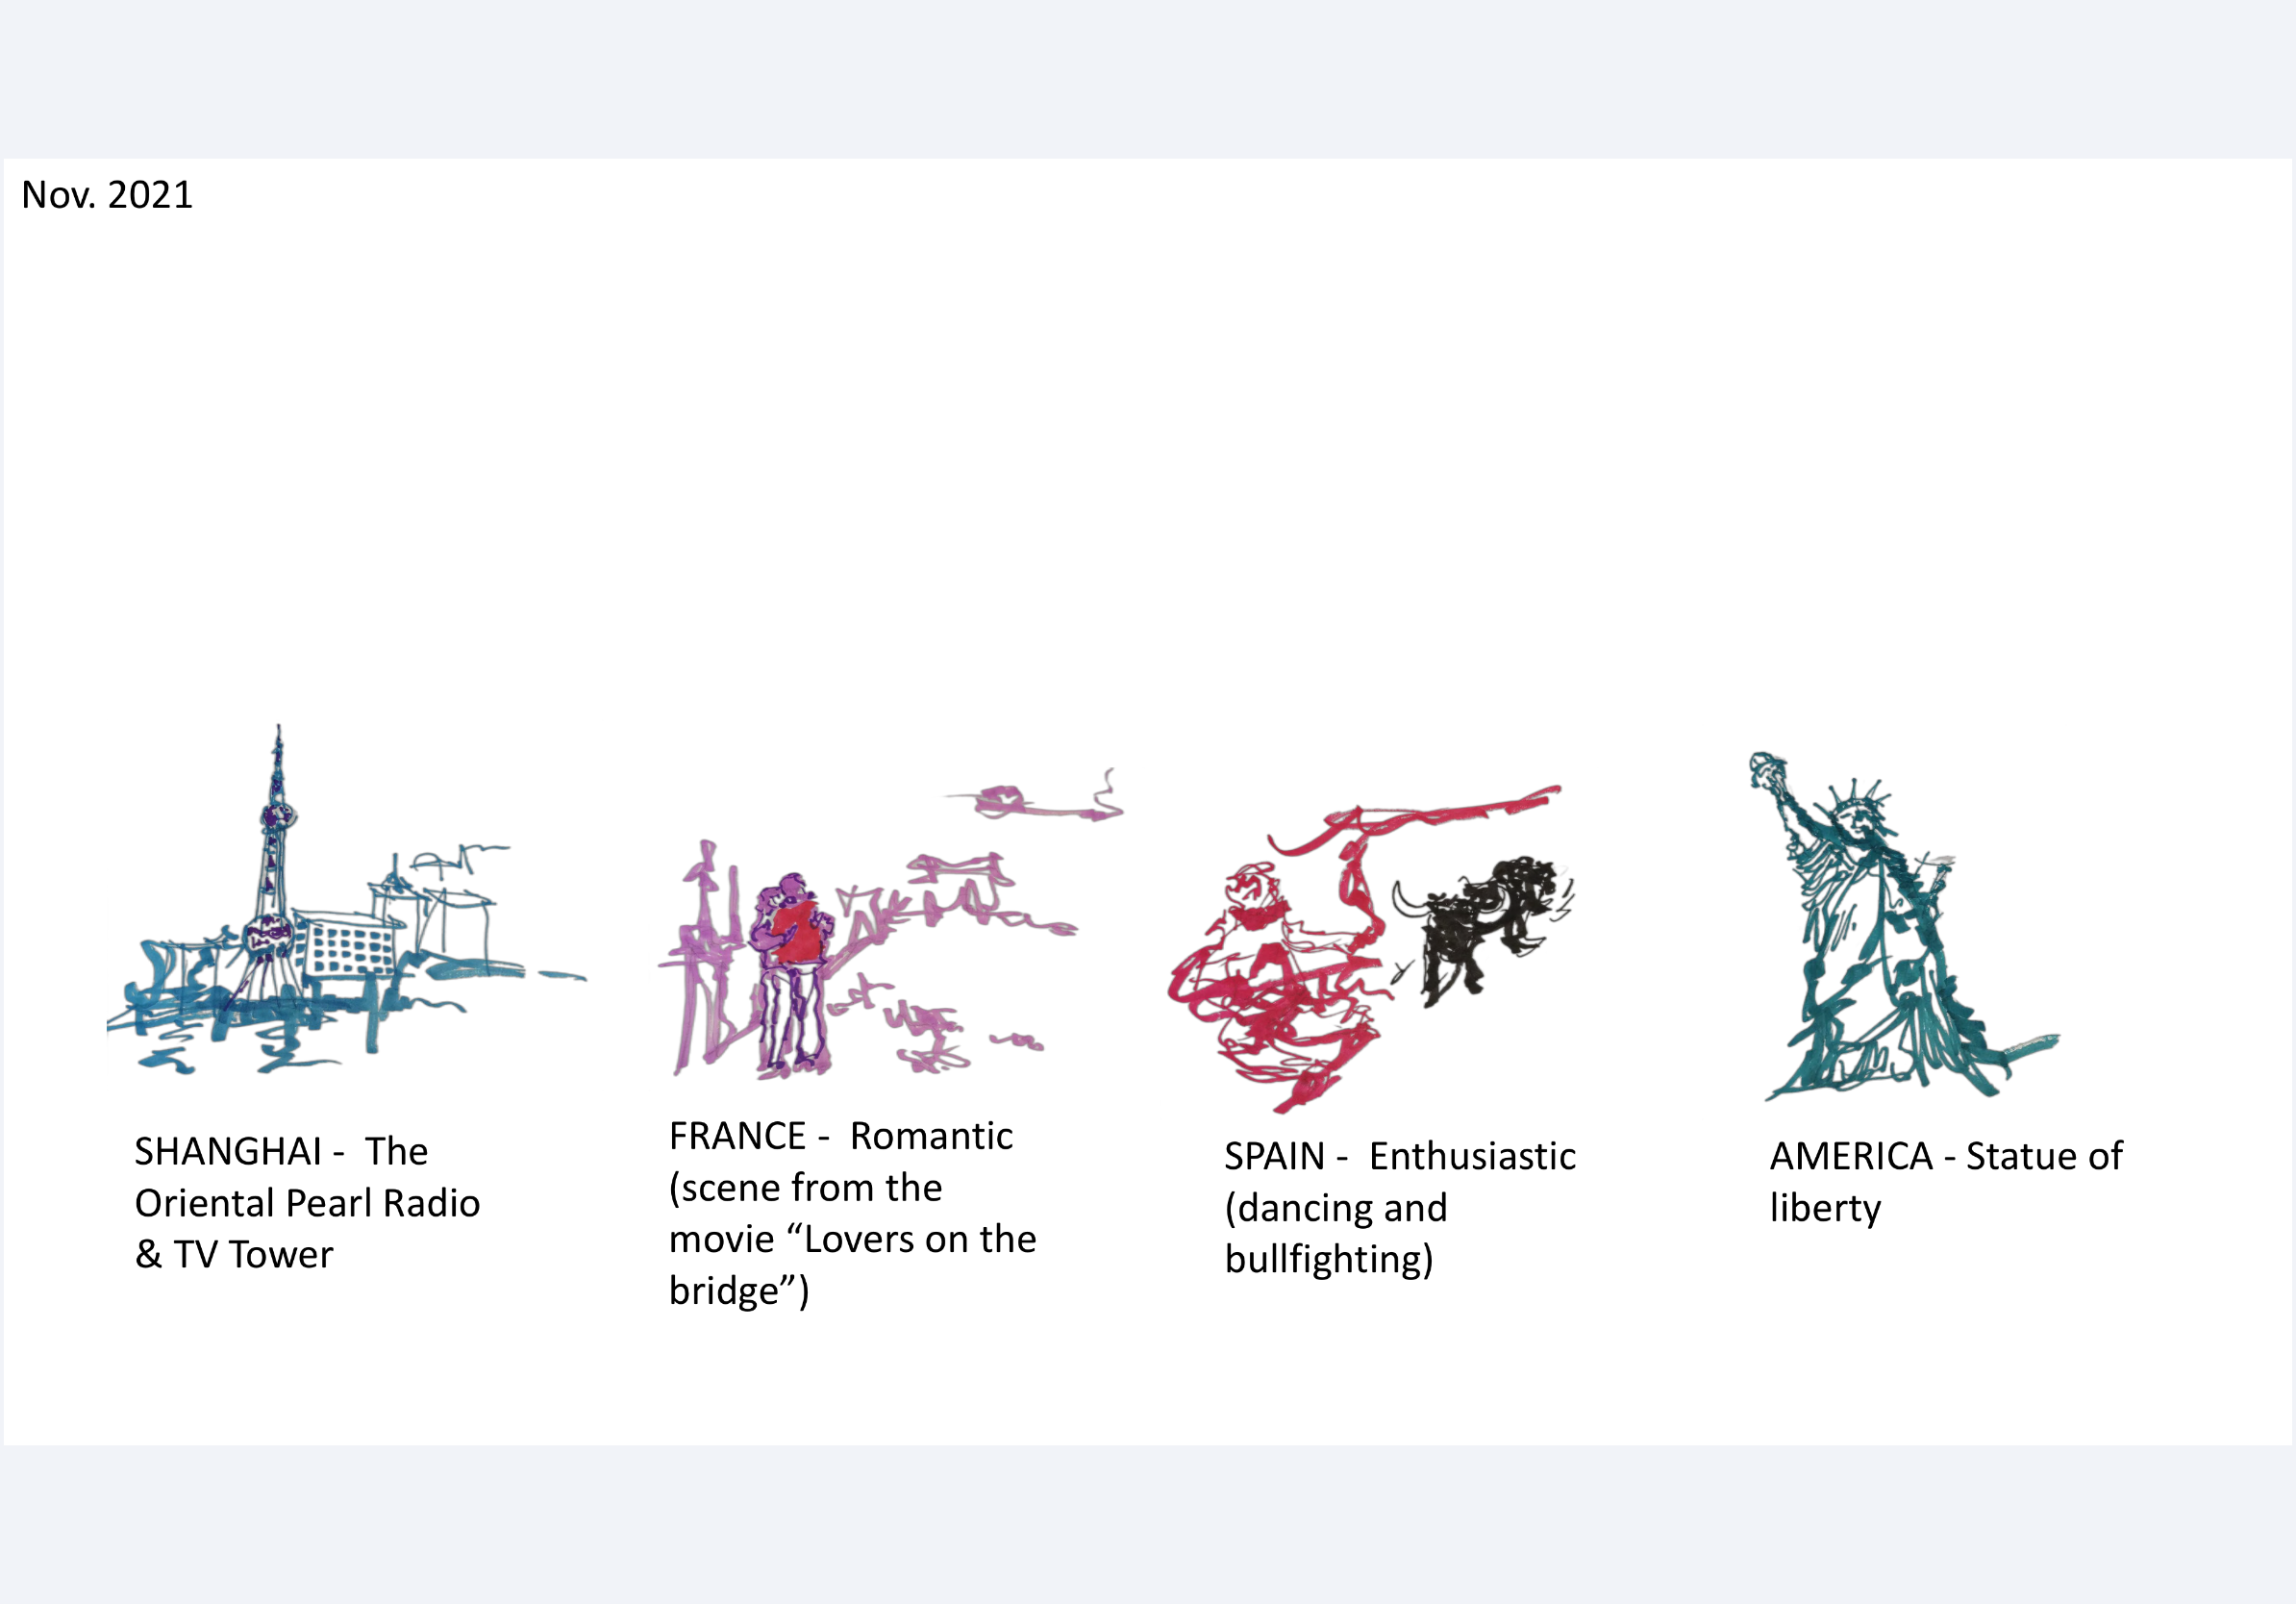 Nov. 2021
SHANGHAI -  The
Oriental Pearl Radio
& TV Tower
FRANCE -  Romantic
(scene from the
movie “Lovers on the
bridge”)
SPAIN -  Enthusiastic
(dancing and
bullfighting)
AMERICA - Statue of
liberty